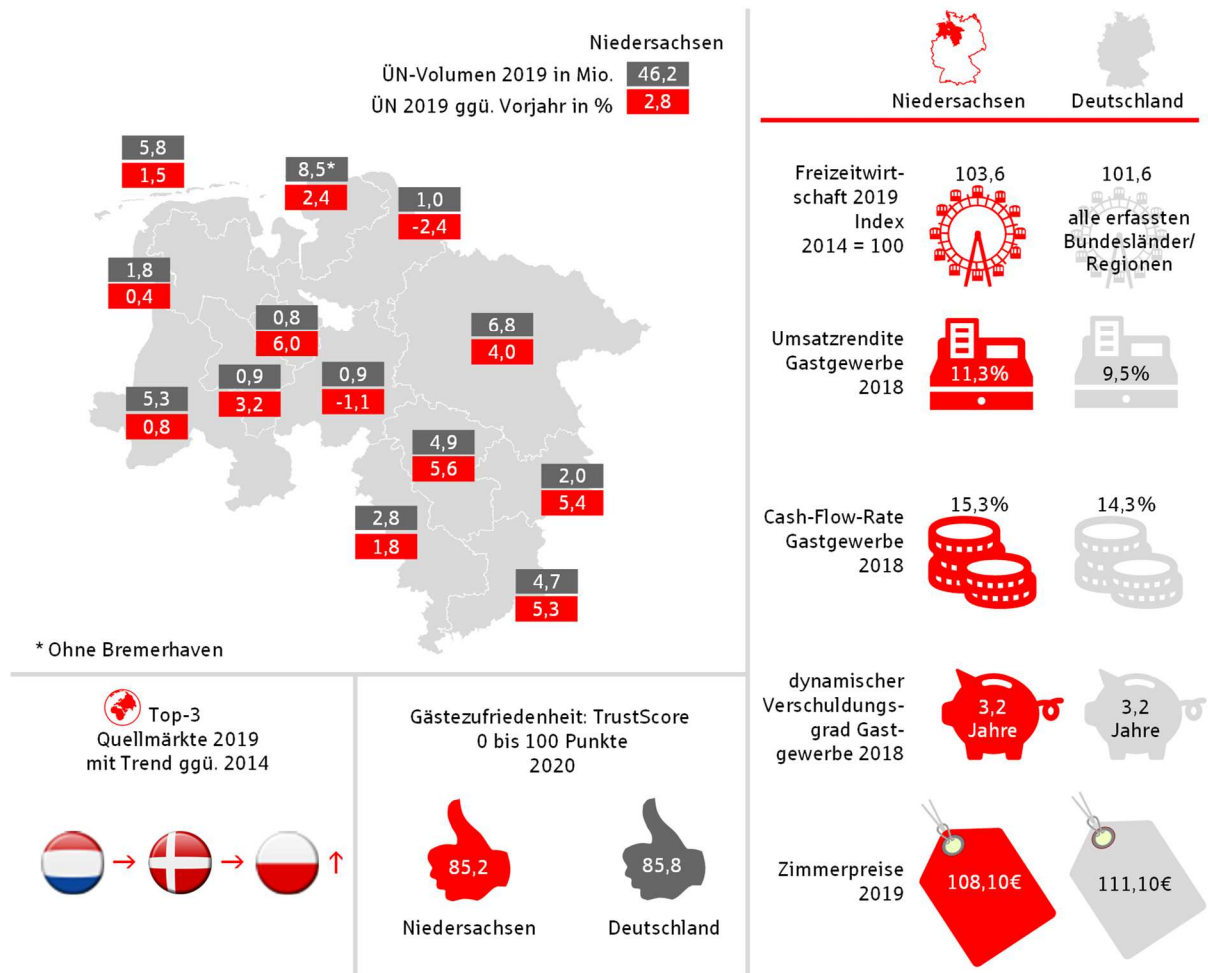 Niedersachsen
ÜN-Volumen 2019 in Mio. 46,2
ÜN 2019 ggü. Vorjahr in % 2,8
5,8
1,5
8,5*
2,4
1,0
-2,4
1,8
0,4
0,8
6,0
6,8
4,0
5,3
0,8
0,9
3,2
0,9
-1,1
4,9
5,6
2,0
5,4
2,8
1,8
4,7
5,3
* Ohne Bremerhaven
Top-3
Quellmärkte 2019
mit Trend ggü. 2014
→ → ↑
Gästezufriedenheit: TrustScore
0 bis 100 Punkte
2020
85,2 85,8
Niedersachsen Deutschland
Niedersachsen Deutschland
Freizeitwirt-
schaft 2019
Index
2014 = 100
103,6
101,6
alle erfassten
Bundesländer/
Regionen
Umsatzrendite
Gastgewerbe
2018
11,3%
9,5%
Cash-Flow-Rate
Gastgewerbe
2018
15,3%
14,3%
dynamischer
Verschuldungs-
grad Gast-
gewerbe 2018
3,2
Jahre
3,2
Jahre
Zimmerpreise
2019
108,10€
111,10€